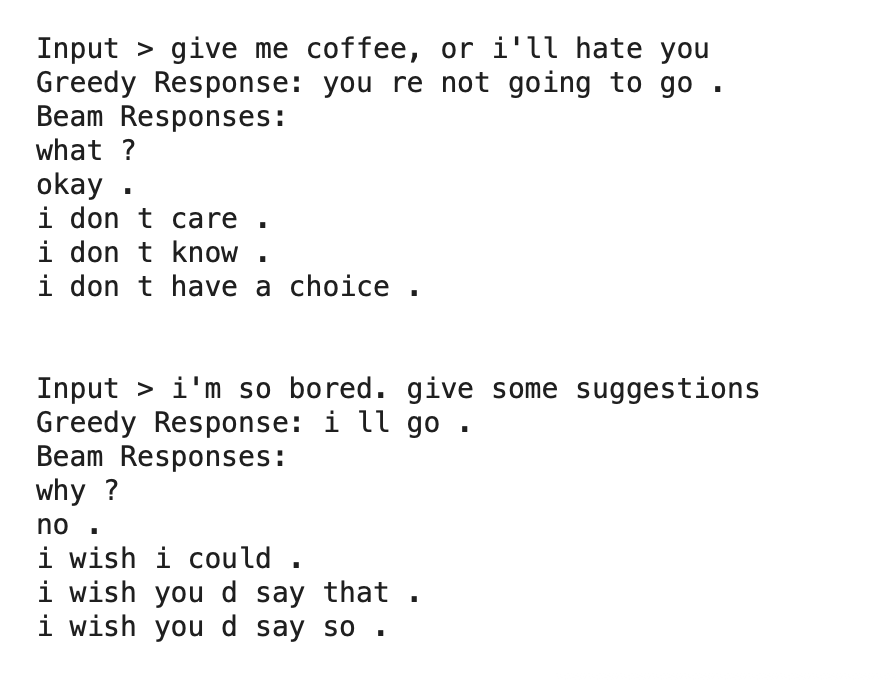 Input > give me coffee, or i'll hate you
Greedy Response: you re not going to go .
Beam Responses:
what ?
okay .
i don t care .
i don t know .
i don t have a choice .
Input > i'm so bored. give some suggestions
Greedy Response: i ll go .
Beam Responses:
why ?
no .
i wish i could .
i wish you d say that .
i wish you d say so .